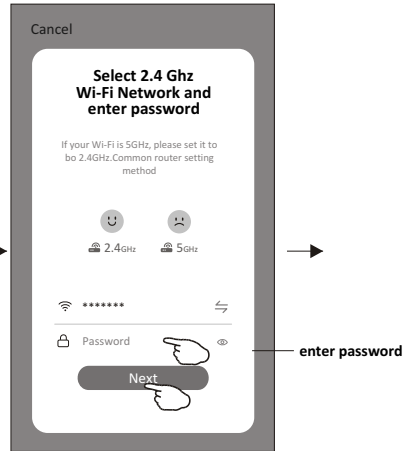 Cancel
Select 2.4 Ghz
Wi-Fi Network and
enter password
If your Wi-Fi is 5GHz, please set it to
bo 2.4GHz.Common router setting
method
2.4GHz 5GHz
*******
Password
enter password
Next